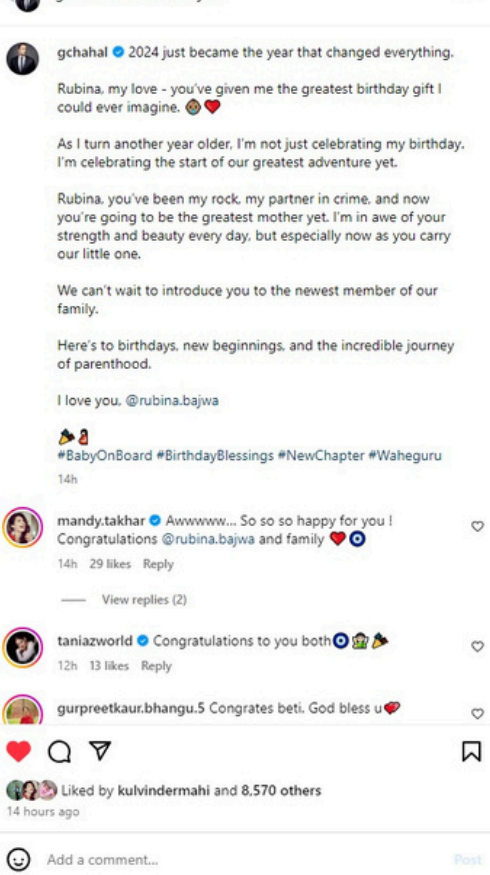 gchahal 2024 just became the year that changed everything.
Rubina, my love - you've given me the greatest birthday gift I
could ever imagine. 👶🏽❤️
As I turn another year older, I'm not just celebrating my birthday.
I'm celebrating the start of our greatest adventure yet.
Rubina, you've been my rock, my partner in crime, and now
you're going to be the greatest mother yet. I'm in awe of your
strength and beauty every day, but especially now as you carry
our little one.
We can't wait to introduce you to the newest member of our
family.
Here's to birthdays, new beginnings, and the incredible journey
of parenthood.
I love you, @rubina.bajwa
#BabyOnBoard #BirthdayBlessings #NewChapter #Waheguru
14h
mandy.takhar Awwwww... So so so happy for you !
Congratulations @rubina.bajwa and family ❤️🧿
14h 29 likes Reply
View replies (2)
taniazworld Congratulations to you both🧿
12h 13 likes Reply
gurpreetkaur.bhangu.5 Congrates beti. God bless u
Liked by kulvindermahi and 8,570 others
14 hours ago
Add a comment...
Post